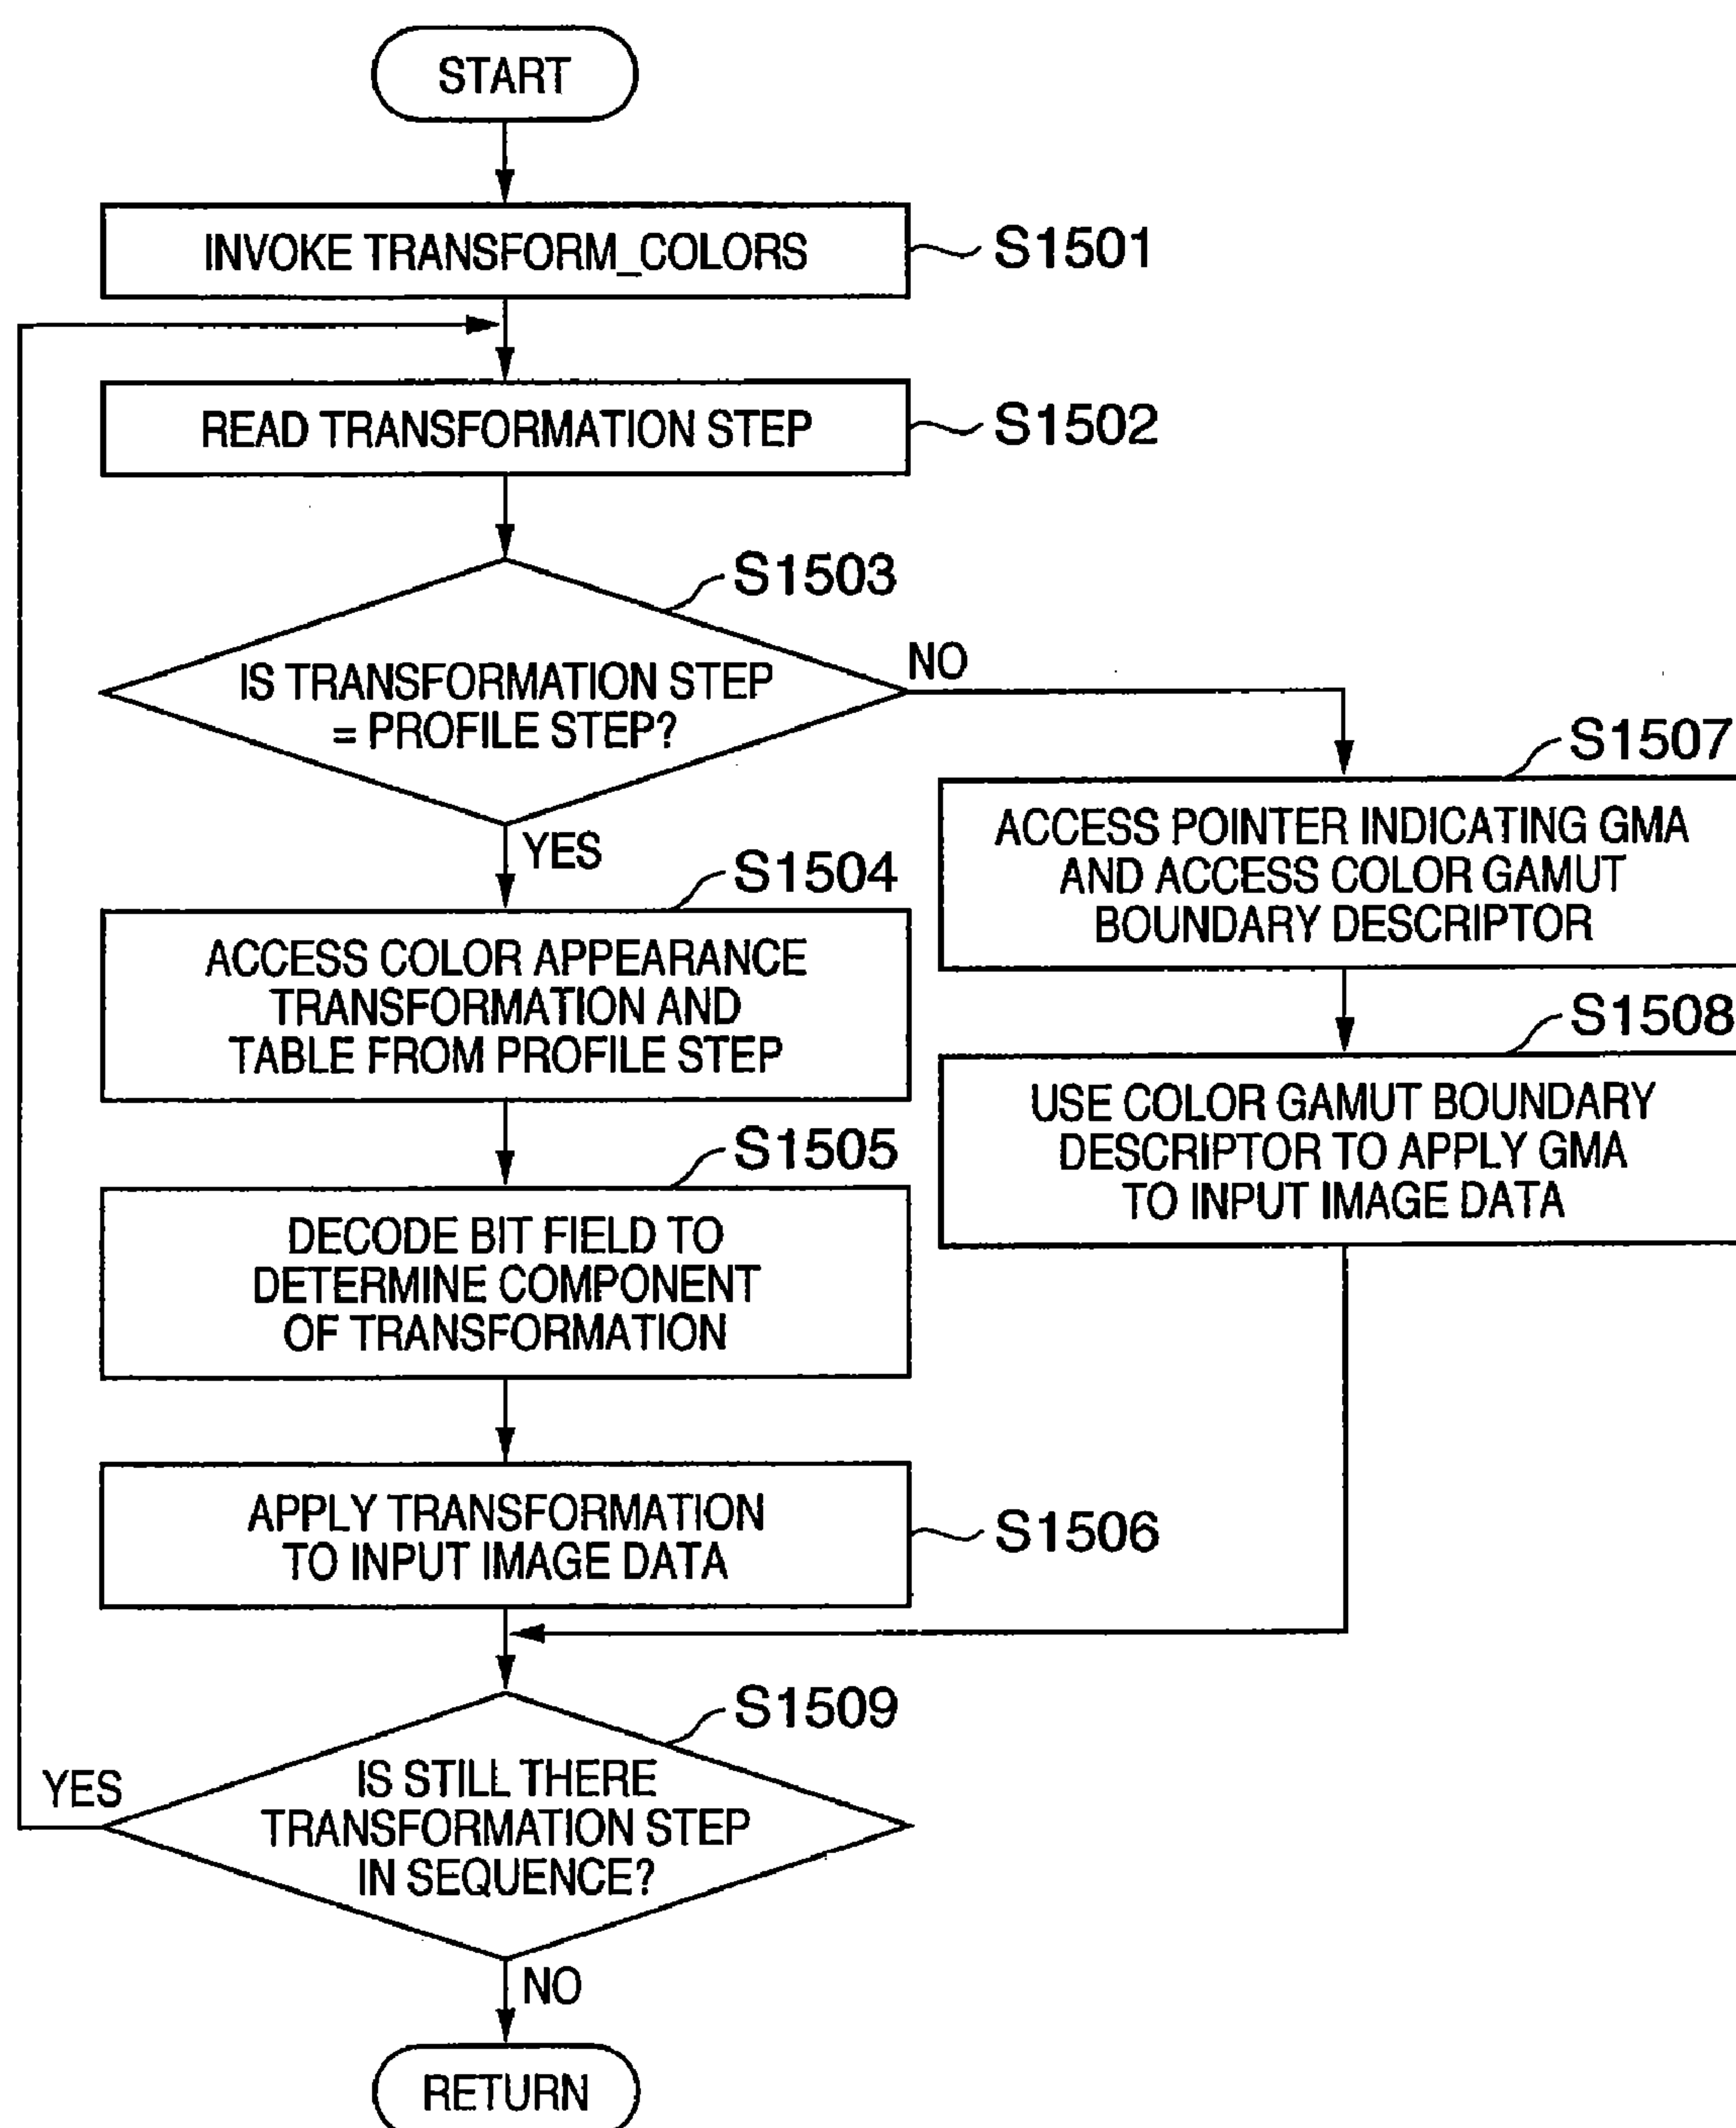 START
INVOKE TRANSFORM_COLORS
S1501
READ TRANSFORMATION STEP
S1502
S1503
IS TRANSFORMATION STEP
= PROFILE STEP?
NO
YES
S1504
ACCESS COLOR APPEARANCE
TRANSFORMATION AND
TABLE FROM PROFILE STEP
S1505
DECODE BIT FIELD TO
DETERMINE COMPONENT
OF TRANSFORMATION
APPLY TRANSFORMATION
TO INPUT IMAGE DATA
S1506
S1507
ACCESS POINTER INDICATING GMA
AND ACCESS COLOR GAMUT
BOUNDARY DESCRIPTOR
S1508
USE COLOR GAMUT BOUNDARY
DESCRIPTOR TO APPLY GMA
TO INPUT IMAGE DATA
S1509
IS STILL THERE
TRANSFORMATION STEP
IN SEQUENCE?
YES
NO
RETURN